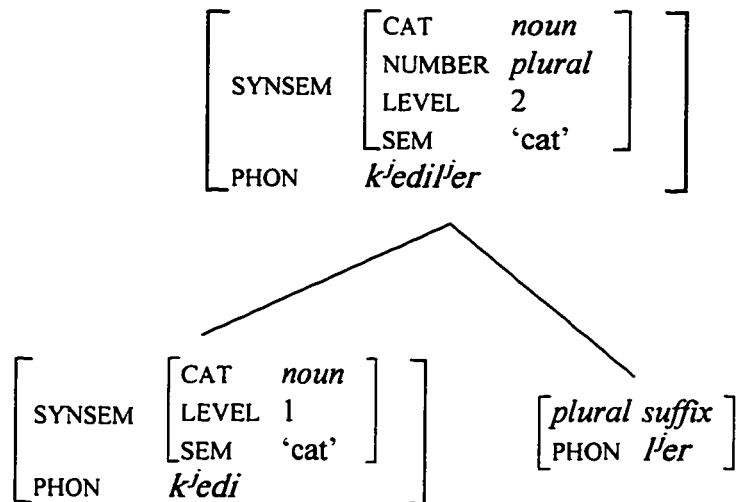 CAT noun
NUMBER plural
SYNSEM
LEVEL 2
SEM ‘cat’
PHON kʲedilʲer
CAT noun
SYNSEM LEVEL 1
SEM ‘cat’
PHON kʲedi
plural suffix
PHON lʲer